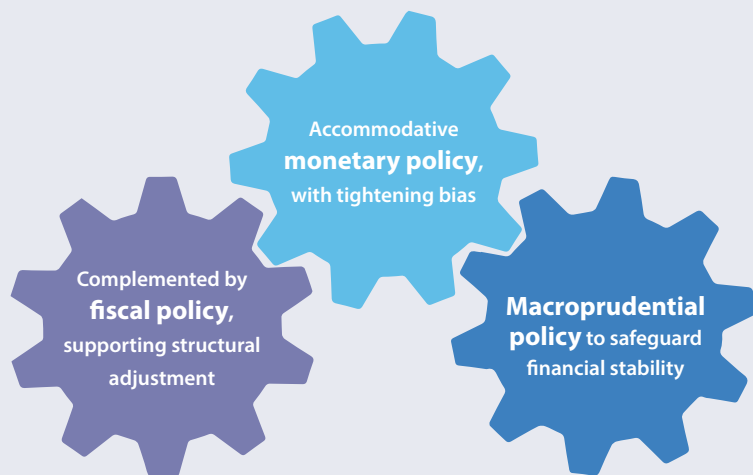 Accommodative
monetary policy,
with tightening bias
Complemented by
fiscal policy,
supporting structural
adjustment
Macroprudential
policy to safeguard
financial stability